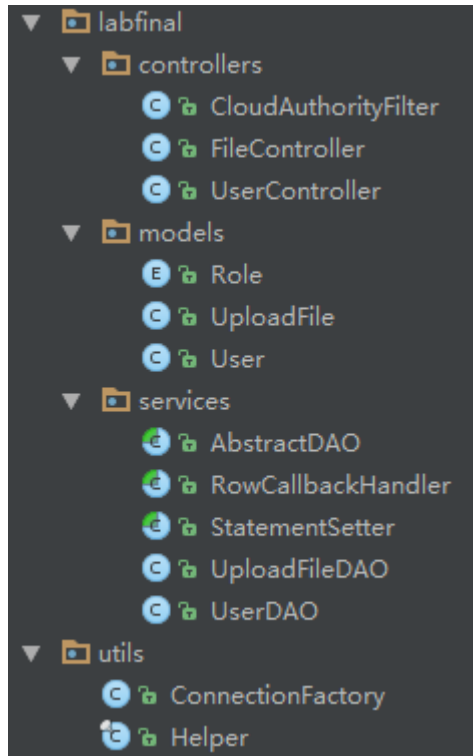 labfinal
controllers
C CloudAuthorityFilter
C FileController
C UserController
models
E Role
C UploadFile
C User
services
C AbstractDAO
C RowCallbackHandler
C StatementSetter
C UploadFileDAO
C UserDAO
utils
C ConnectionFactory
C Helper